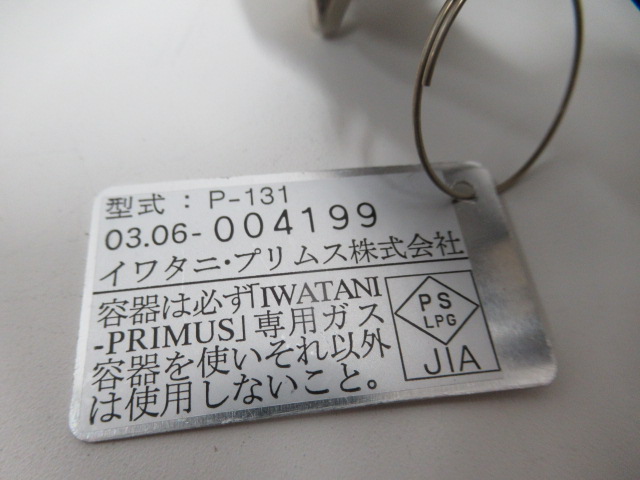 型式：P-131
03.06-004199
イワタニ・プリムス株式会社
容器は必ず「IWATANI
-PRIMUS」専用ガス
容器を使いそれ以外
は使用しないこと。
PS
LPG
JIA